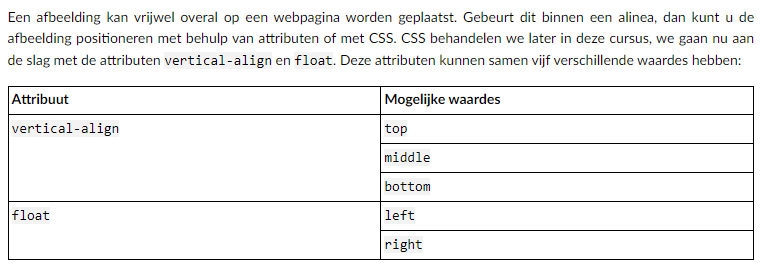 Een afbeelding kan vrijwel overal op een webpagina worden geplaatst. Gebeurt dit binnen een alinea, dan kunt u de
afbeelding positioneren met behulp van attributen of met CSS. CSS behandelen we later in deze cursus, we gaan nu aan
de slag met de attributen vertical-align en float. Deze attributen kunnen samen vijf verschillende waardes hebben:
Attribuut Mogelijke waardes
vertical-align top
middle
bottom
float left
right